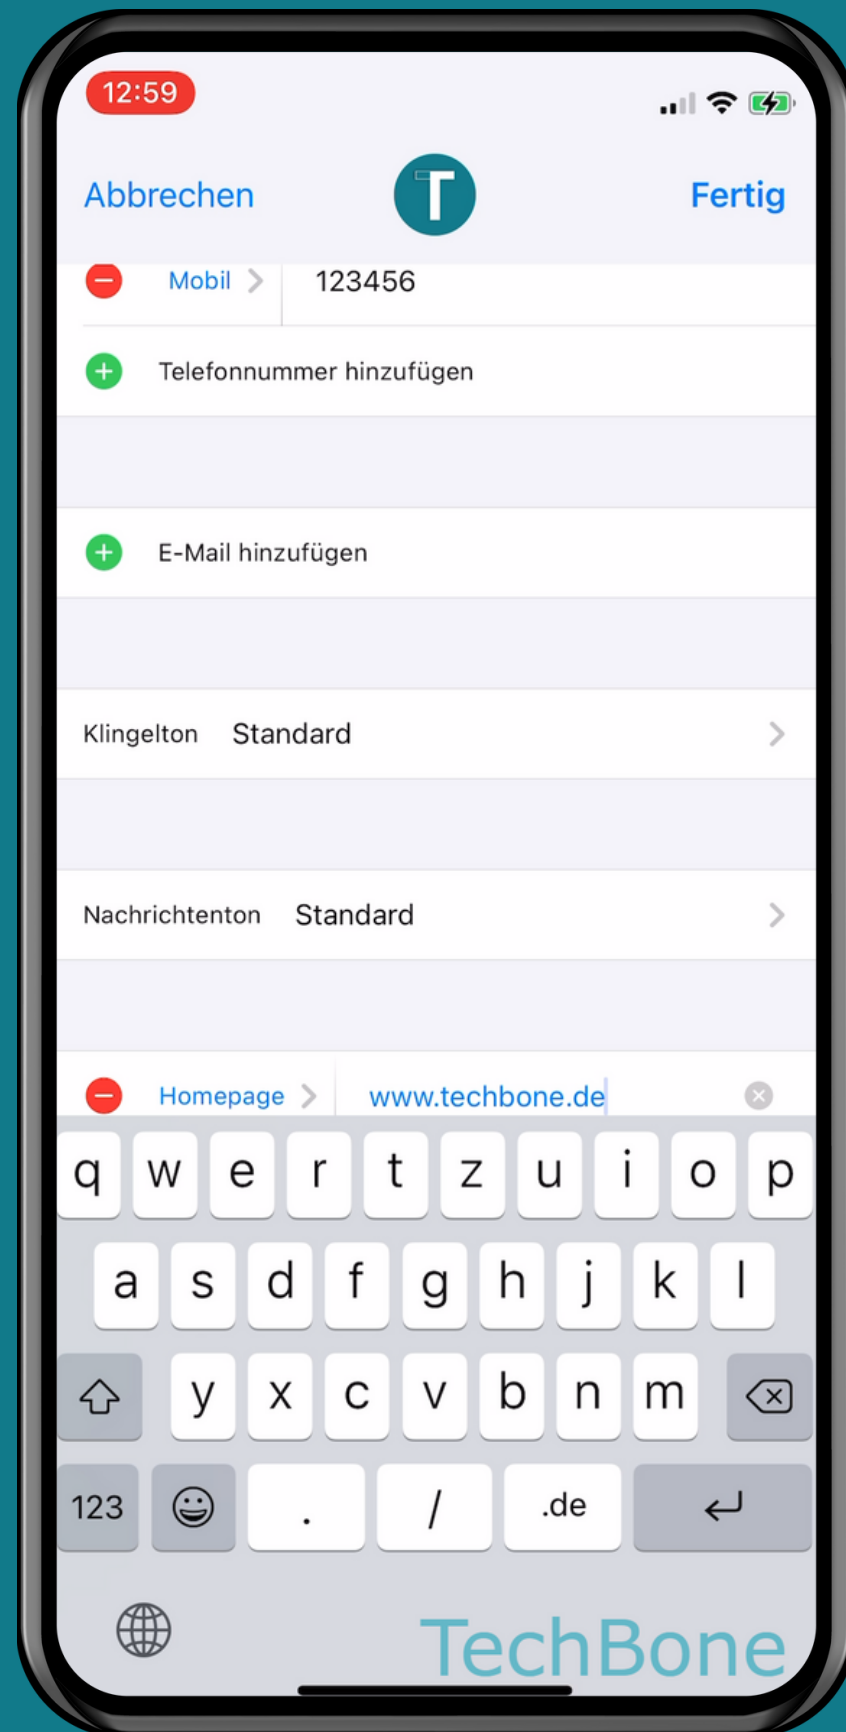 12:59
Abbrechen T Fertig
Mobil 123456
Telefonnummer hinzufügen
E-Mail hinzufügen
Klingelton Standard
Nachrichtenton Standard
Homepage www.techbone.de
q w e r t z u i o p
a s d f g h j k l
y x c v b n m
123 . / .de
TechBone